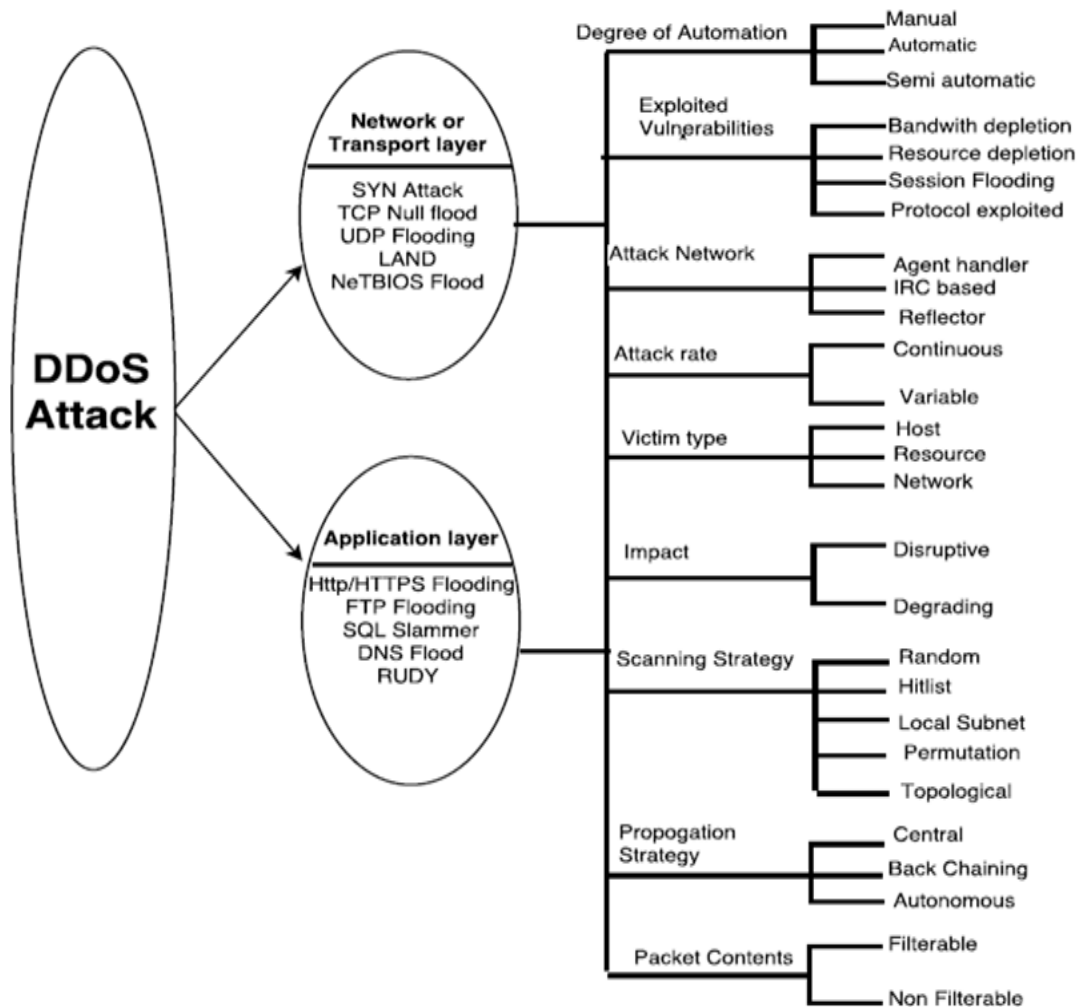 DDoS
Attack
Network or
Transport layer
SYN Attack
TCP Null flood
UDP Flooding
LAND
NeTBIOS Flood
Application layer
Http/HTTPS Flooding
FTP Flooding
SQL Slammer
DNS Flood
RUDY
Degree of Automation
Manual
Automatic
Semi automatic
Exploited
Vulnerabilities
Bandwith depletion
Resource depletion
Session Flooding
Protocol exploited
Attack Network
Agent handler
IRC based
Reflector
Attack rate
Continuous
Variable
Victim type
Host
Resource
Network
Impact
Disruptive
Degrading
Scanning Strategy
Random
Hitlist
Local Subnet
Permutation
Topological
Propogation
Strategy
Central
Back Chaining
Autonomous
Packet Contents
Filterable
Non Filterable